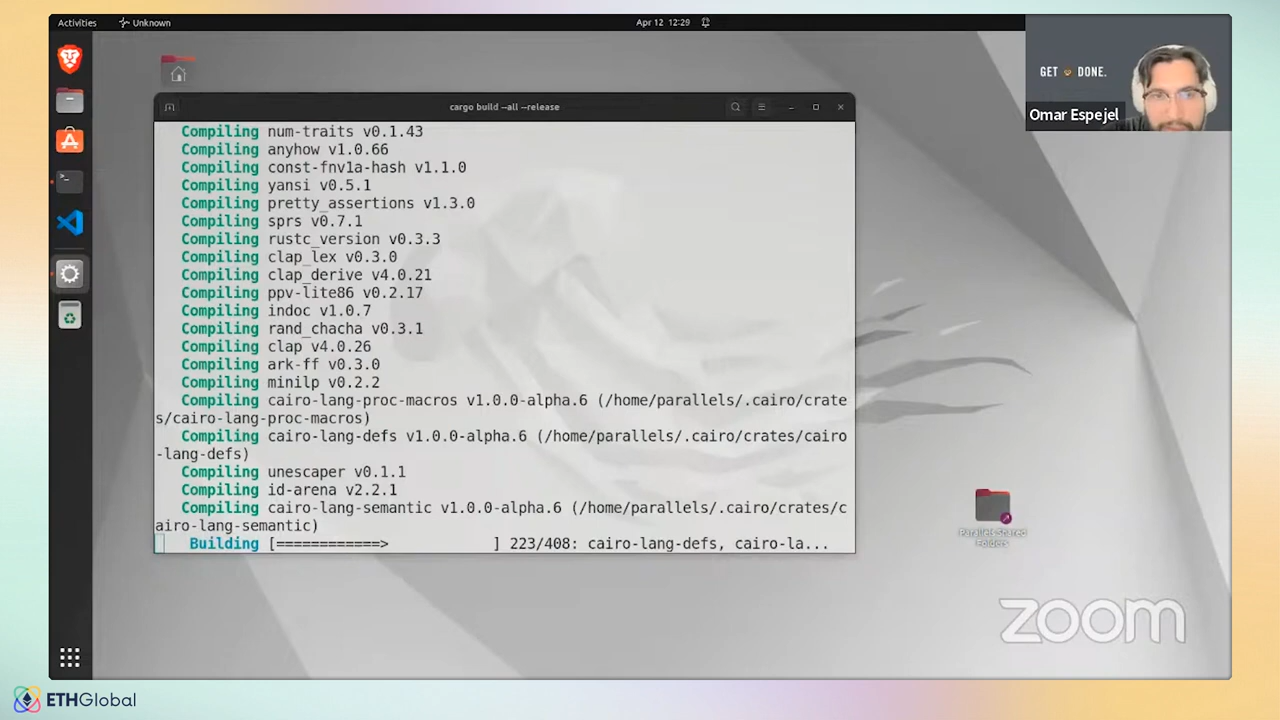 Activities
Unknown
Apr 12 12:29
GET DONE.
Omar Espejel
cargo build --all --release
Compiling num-traits v0.1.43
Compiling anyhow v1.0.66
Compiling const-fnv1a-hash v1.1.0
Compiling yansi v0.5.1
Compiling pretty_assertions v1.3.0
Compiling sprs v0.7.1
Compiling rustc_version v0.3.3
Compiling clap_lex v0.3.0
Compiling clap_derive v4.0.21
Compiling ppv-lite86 v0.2.17
Compiling indoc v1.0.7
Compiling rand_chacha v0.3.1
Compiling clap v4.0.26
Compiling ark-ff v0.3.0
Compiling minilp v0.2.2
Compiling cairo-lang-proc-macros v1.0.0-alpha.6 (/home/parallels/.cairo/crate
s/cairo-lang-proc-macros)
Compiling cairo-lang-defs v1.0.0-alpha.6 (/home/parallels/.cairo/crates/cairo
-lang-defs)
Compiling unescaper v0.1.1
Compiling id-arena v2.2.1
Compiling cairo-lang-semantic v1.0.0-alpha.6 (/home/parallels/.cairo/crates/c
airo-lang-semantic)
Building [============>            ] 223/408: cairo-lang-defs, cairo-la...
Parallels Shared
Folders
zoom
ETHGlobal